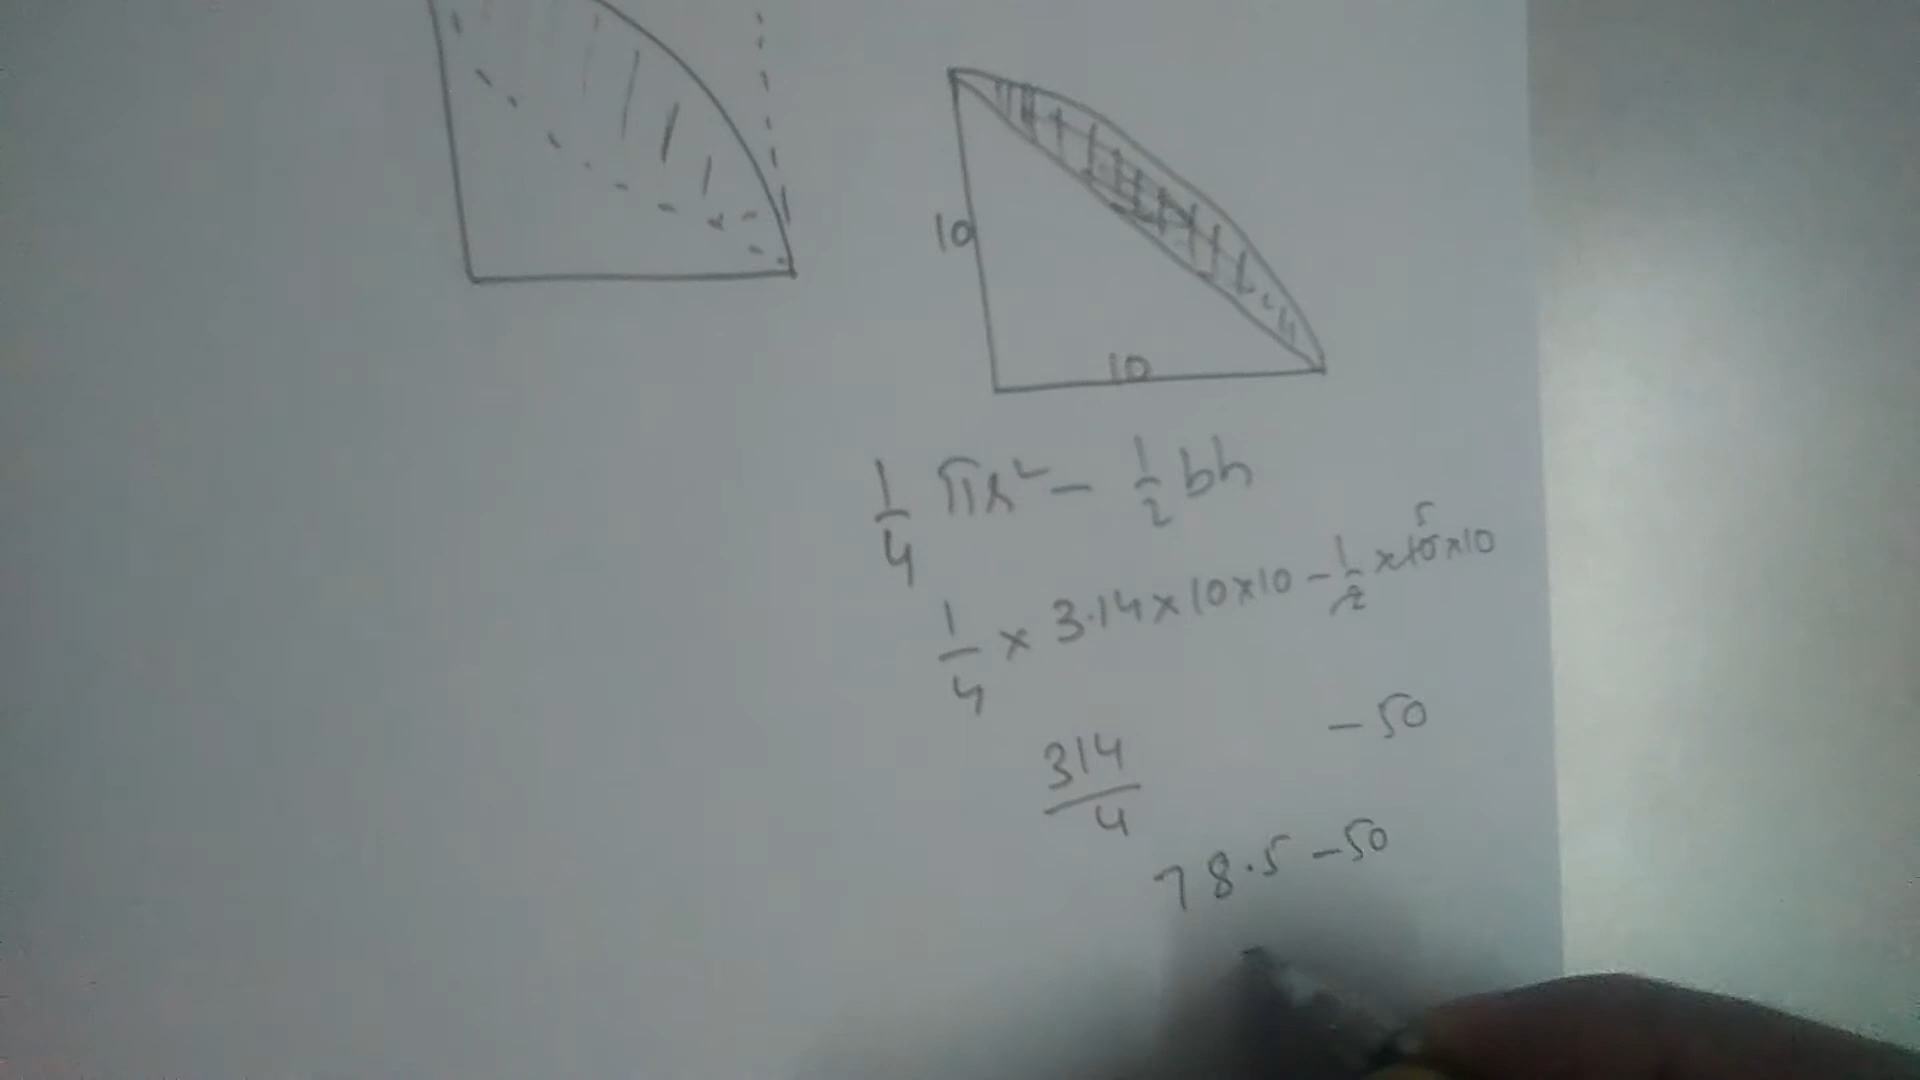 10
10
1/4 πr² - 1/2 bh
1/4 × 3.14 × 10 × 10 - 1/2 × 10 × 10
5
314/4 - 50
78.5 - 50